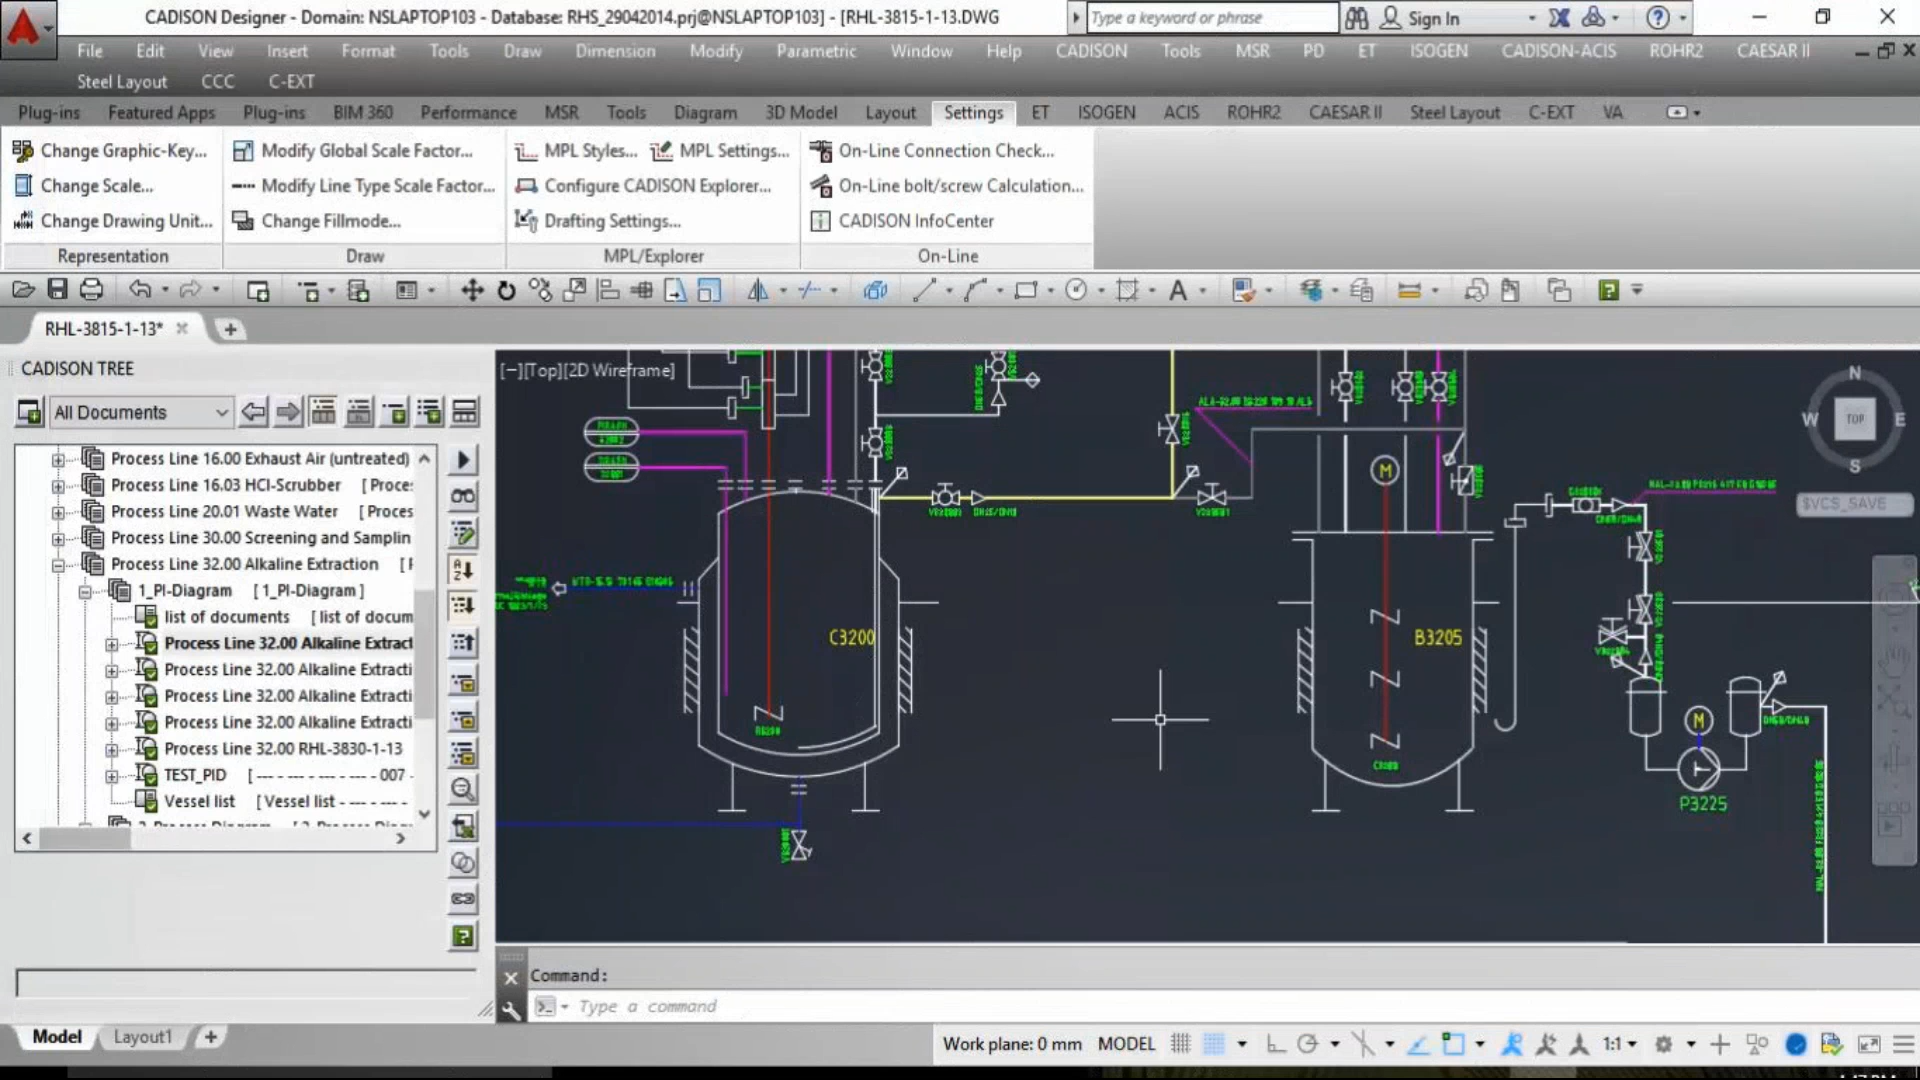 CADISON Designer - Domain: NSLAPTOP103 - Database: RHS_29042014.prj@NSLAPTOP103] - [RHL-3815-1-13.DWG
Type a keyword or phrase
Sign In
File Edit View Insert Format Tools Draw Dimension Modify Parametric Window Help CADISON Tools MSR PD ET ISOGEN CADISON-ACIS ROHR2 CAESAR II
Steel Layout CCC C-EXT
Plug-ins Featured Apps Plug-ins BIM 360 Performance MSR Tools Diagram 3D Model Layout Settings ET ISOGEN ACIS ROHR2 CAESAR II Steel Layout C-EXT VA
Change Graphic-Key... Modify Global Scale Factor... MPL Styles... MPL Settings... On-Line Connection Check...
Change Scale... Modify Line Type Scale Factor... Configure CADISON Explorer... On-Line bolt/screw Calculation...
Change Drawing Unit... Change Fillmode... Drafting Settings... CADISON InfoCenter
Representation Draw MPL/Explorer On-Line
RHL-3815-1-13*
CADISON TREE
All Documents
Process Line 16.00 Exhaust Air (untreated)
Process Line 16.03 HCI-Scrubber [ Proce:
Process Line 20.01 Waste Water [ Proces
Process Line 30.00 Screening and Samplin
Process Line 32.00 Alkaline Extraction [ F
1_PI-Diagram [ 1_PI-Diagram ]
list of documents [ list of docum
Process Line 32.00 Alkaline Extract
Process Line 32.00 Alkaline Extracti
Process Line 32.00 Alkaline Extracti
Process Line 32.00 Alkaline Extracti
Process Line 32.00 RHL-3830-1-13
TEST_PID [ --- - --- - --- - 007 -
Vessel list [ Vessel list - --- - --- -
[−][Top][2D Wireframe]
N
W TOP E
S
$VCS_SAVE
M
C3200
B3205
M
P3225
Command:
Type a command
Model Layout1
Work plane: 0 mm MODEL 1:1